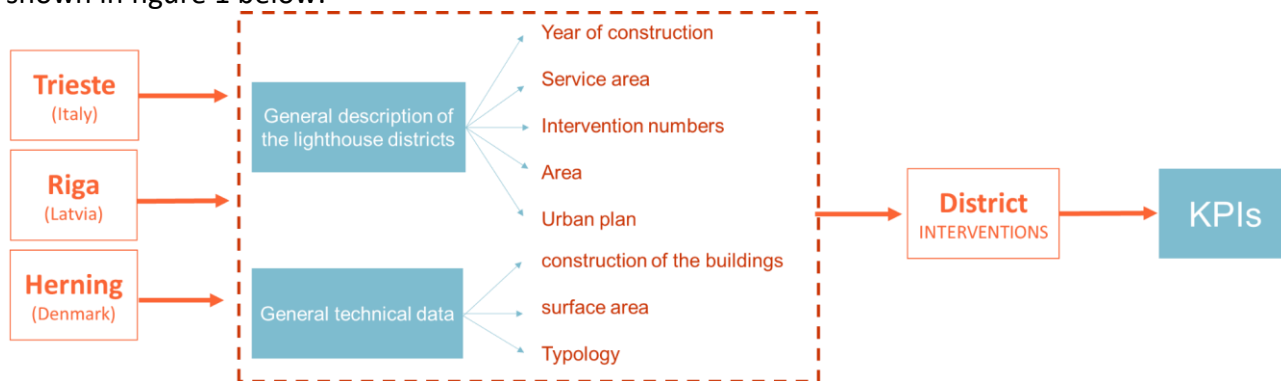 shown in figure 1 below.
Trieste
(Italy)
Riga
(Latvia)
Herning
(Denmark)
General description of
the lighthouse districts
Year of construction
Service area
Intervention numbers
Area
Urban plan
General technical data
construction of the buildings
surface area
Typology
District
INTERVENTIONS
KPIs